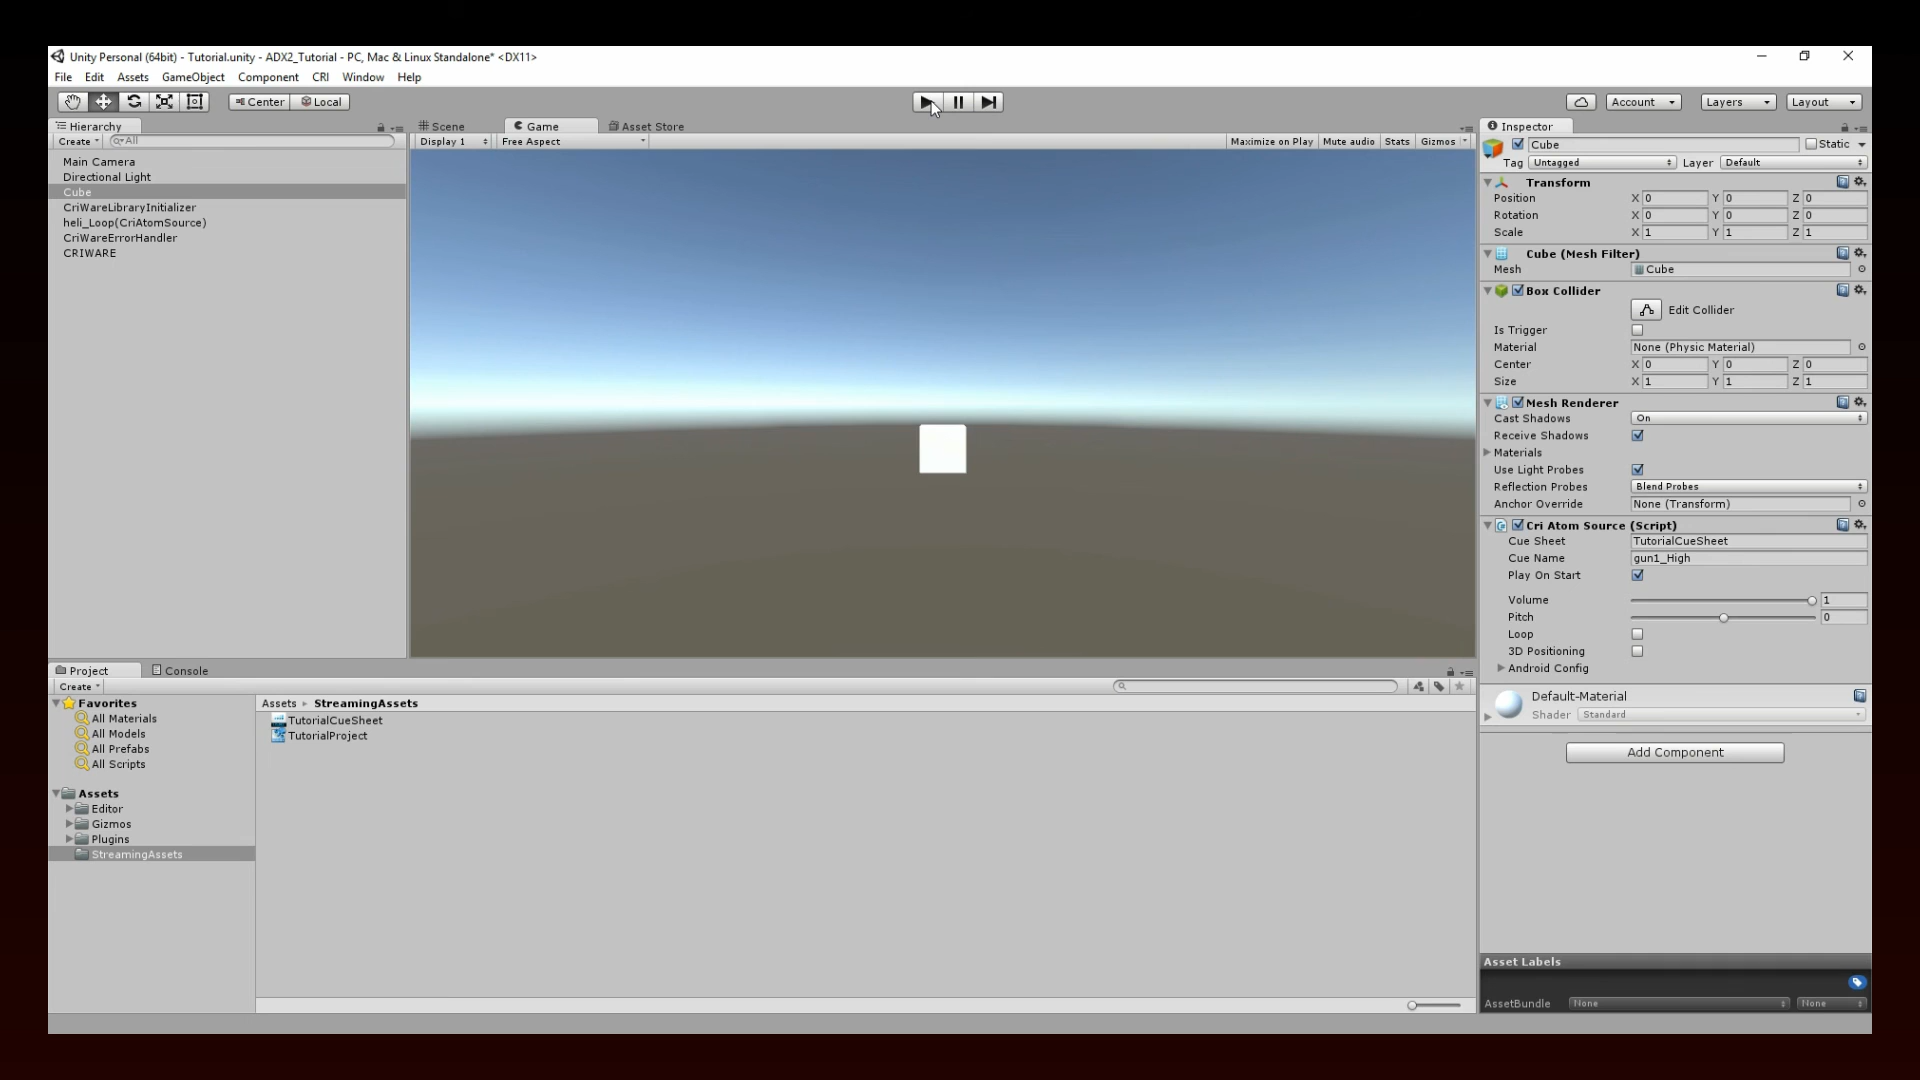 Unity Personal (64bit) - Tutorial.unity - ADX2_Tutorial - PC, Mac & Linux Standalone* <DX11>
File Edit Assets GameObject Component CRI Window Help
Center Local Account Layers Layout
Hierarchy
Create All
Main Camera
Directional Light
Cube
CriWareLibraryInitializer
heli_Loop(CriAtomSource)
CriWareErrorHandler
CRIWARE
Scene Game Asset Store
Display 1 Free Aspect Maximize on Play Mute audio Stats Gizmos
Inspector
Cube Static
Tag Untagged Layer Default
Transform
Position X 0 Y 0 Z 0
Rotation X 0 Y 0 Z 0
Scale X 1 Y 1 Z 1
Cube (Mesh Filter)
Mesh Cube
Box Collider
Edit Collider
Is Trigger
Material None (Physic Material)
Center X 0 Y 0 Z 0
Size X 1 Y 1 Z 1
Mesh Renderer
Cast Shadows On
Receive Shadows
Materials
Use Light Probes
Reflection Probes Blend Probes
Anchor Override None (Transform)
Cri Atom Source (Script)
Cue Sheet TutorialCueSheet
Cue Name gun1_High
Play On Start
Volume 1
Pitch 0
Loop
3D Positioning
Android Config
Default-Material
Shader Standard
Add Component
Asset Labels
AssetBundle None None
Project Console
Create
Favorites
All Materials
All Models
All Prefabs
All Scripts
Assets
Editor
Gizmos
Plugins
StreamingAssets
Assets StreamingAssets
TutorialCueSheet
TutorialProject